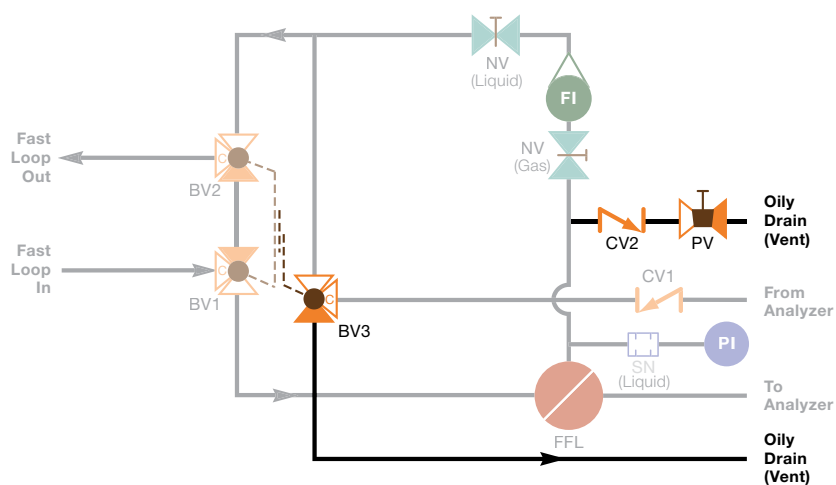 NV
(Liquid)
FI
NV
(Gas)
Fast
Loop
Out
C
BV2
Oily
Drain
(Vent)
CV2
PV
Fast
Loop
In
C
BV1
CV1
C
BV3
From
Analyzer
PI
SN
(Liquid)
To
Analyzer
FFL
Oily
Drain
(Vent)